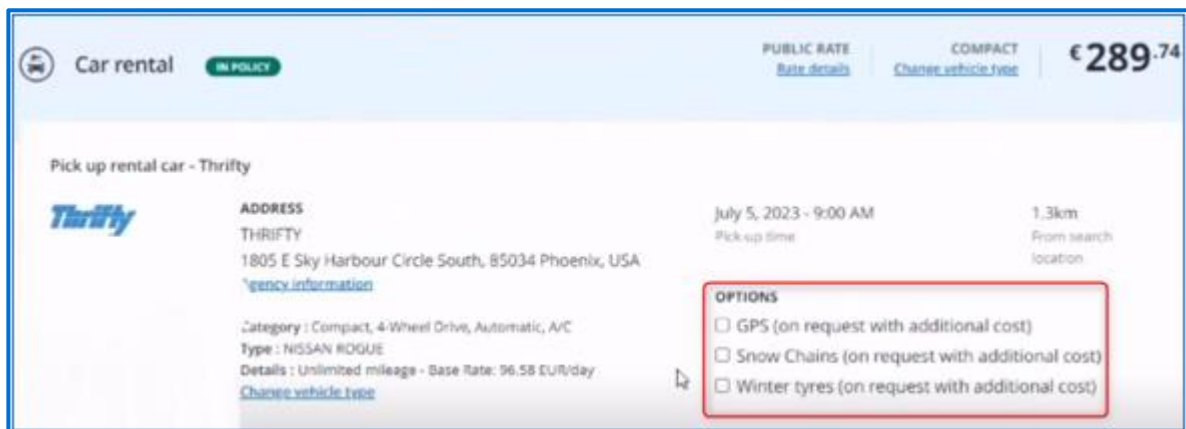 Car rental
IN POLICY
PUBLIC RATE
Rate details
COMPACT
Change vehicle type
€289.74
Pick up rental car - Thrifty
Thrifty
ADDRESS
THRIFTY
1805 E Sky Harbour Circle South, 85034 Phoenix, USA
gency information
Category : Compact, 4-Wheel Drive, Automatic, A/C
Type : NISSAN ROGUE
Details : Unlimited mileage - Base Rate: 96.58 EUR/day
Change vehicle type
July 5, 2023 - 9:00 AM
Pick up time
1.3km
From search
location
OPTIONS
GPS (on request with additional cost)
Snow Chains (on request with additional cost)
Winter tyres (on request with additional cost)